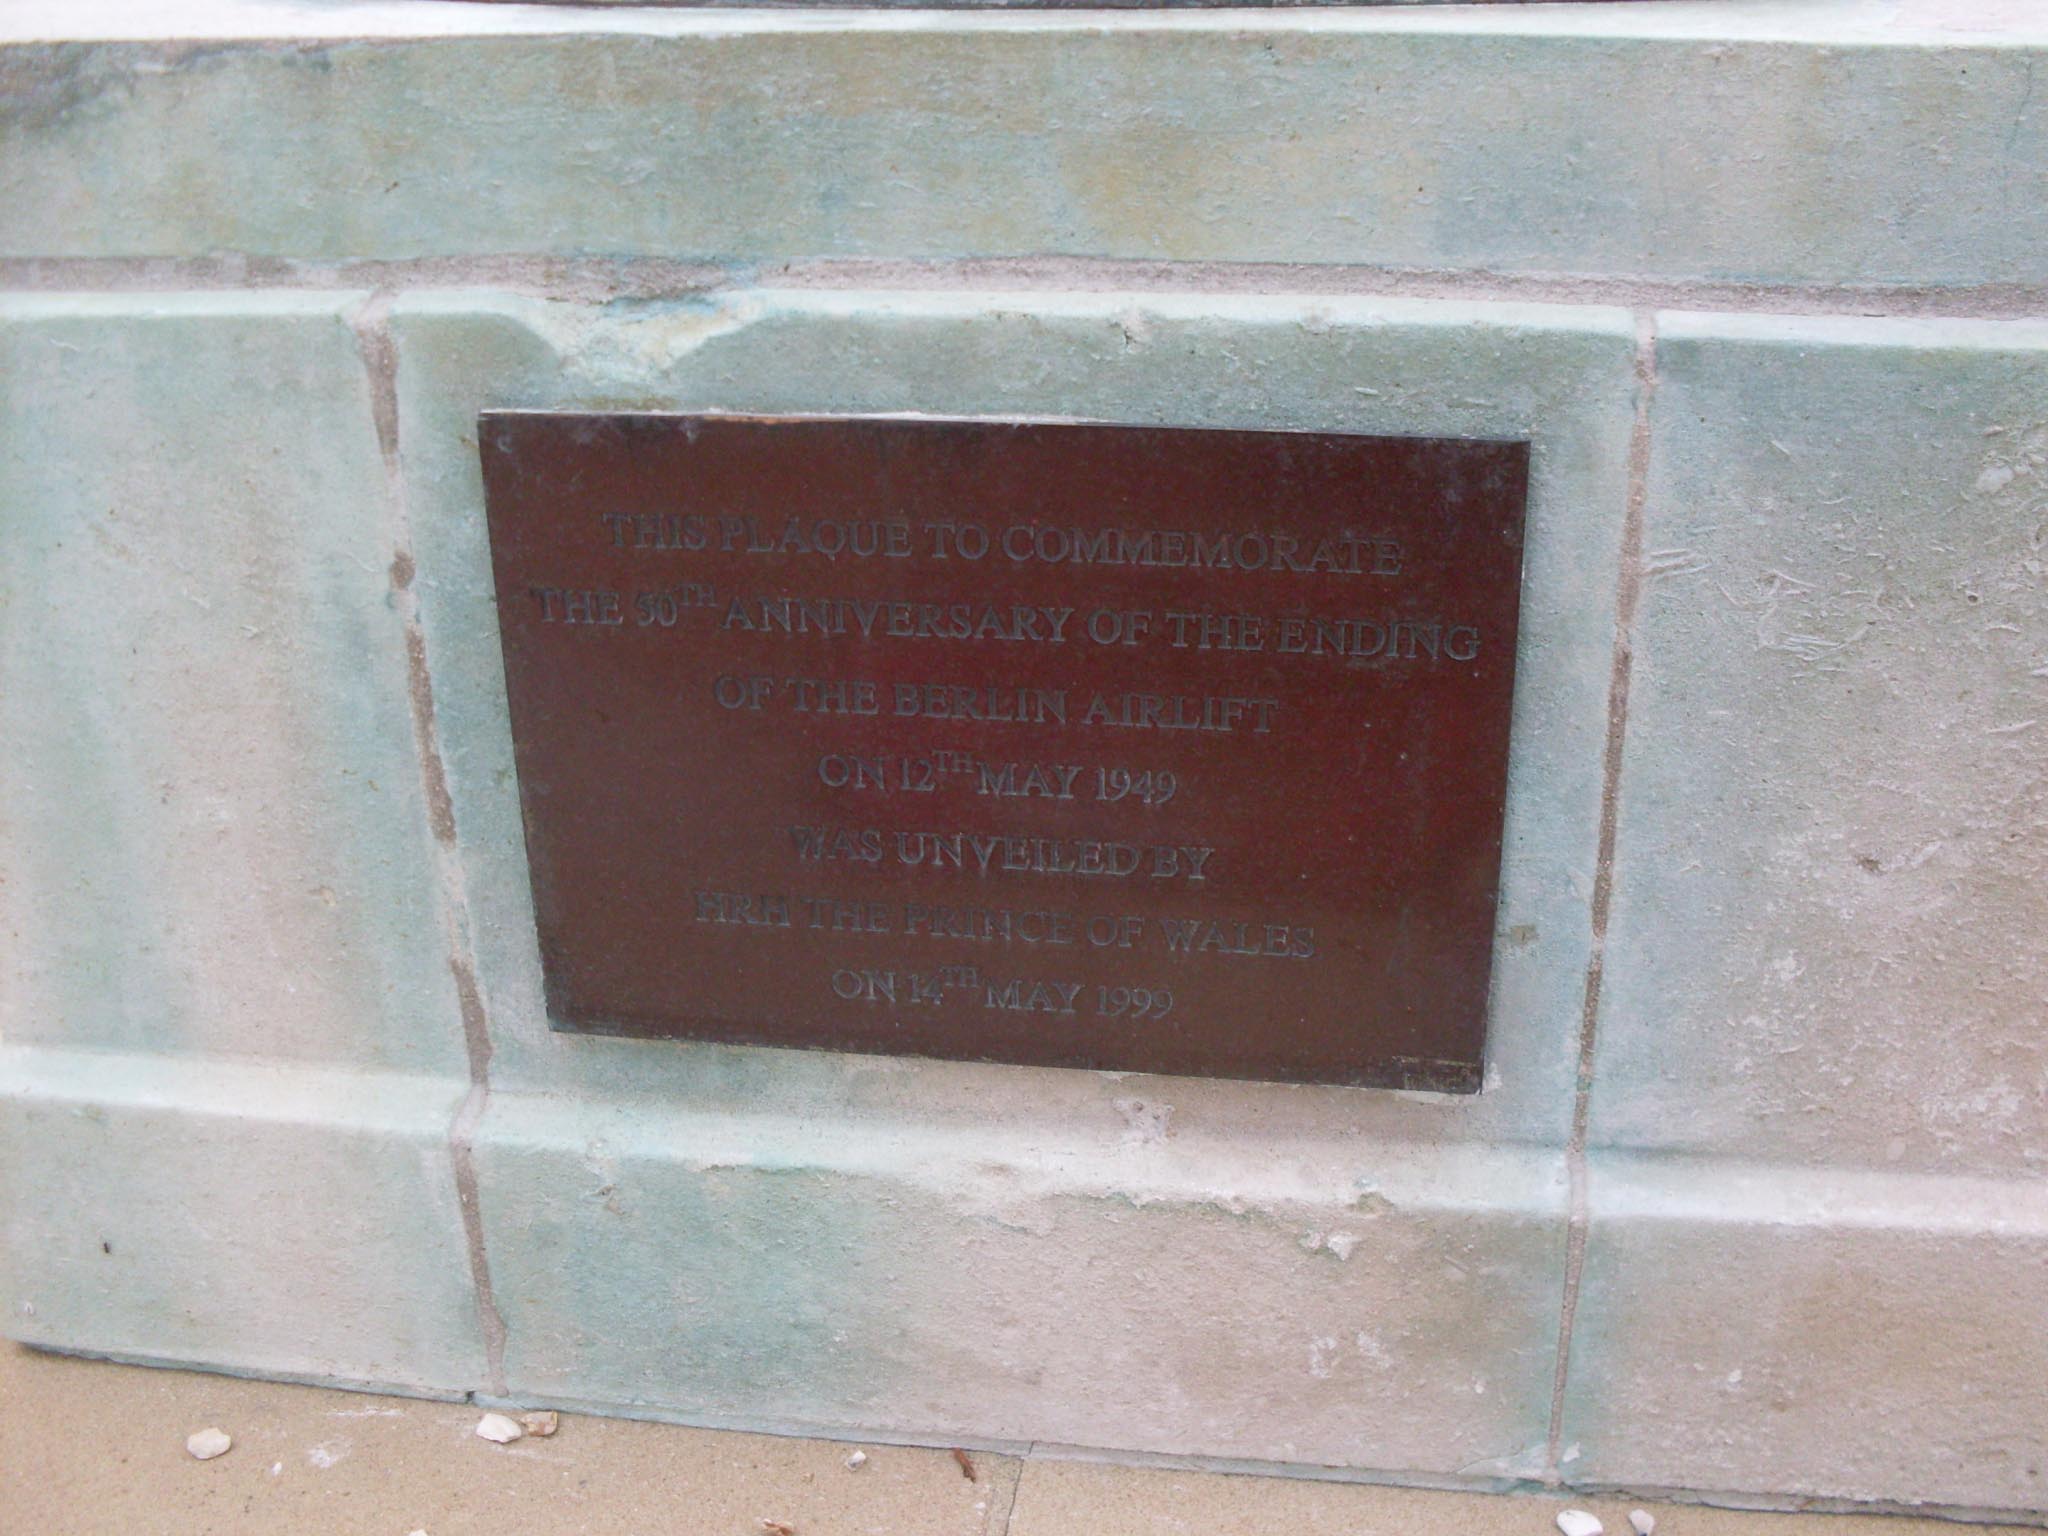 THIS PLAQUE TO COMMEMORATE
THE 50TH ANNIVERSARY OF THE ENDING
OF THE BERLIN AIRLIFT
ON 12TH MAY 1949
WAS UNVEILED BY
HRH THE PRINCE OF WALES
ON 14TH MAY 1999